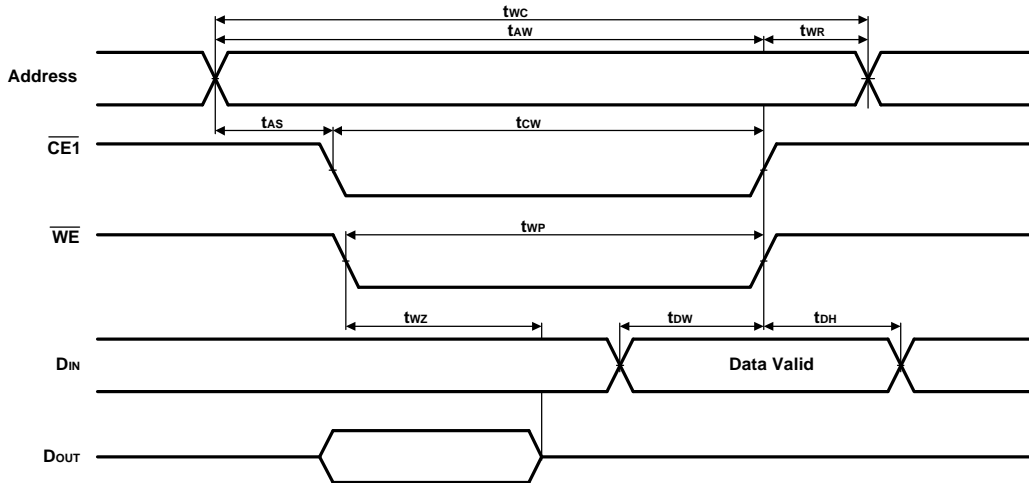 tWC
tAW tWR
Address
tAS tCW
CE1
WE tWP
tWZ tDW tDH
DIN Data Valid
DOUT